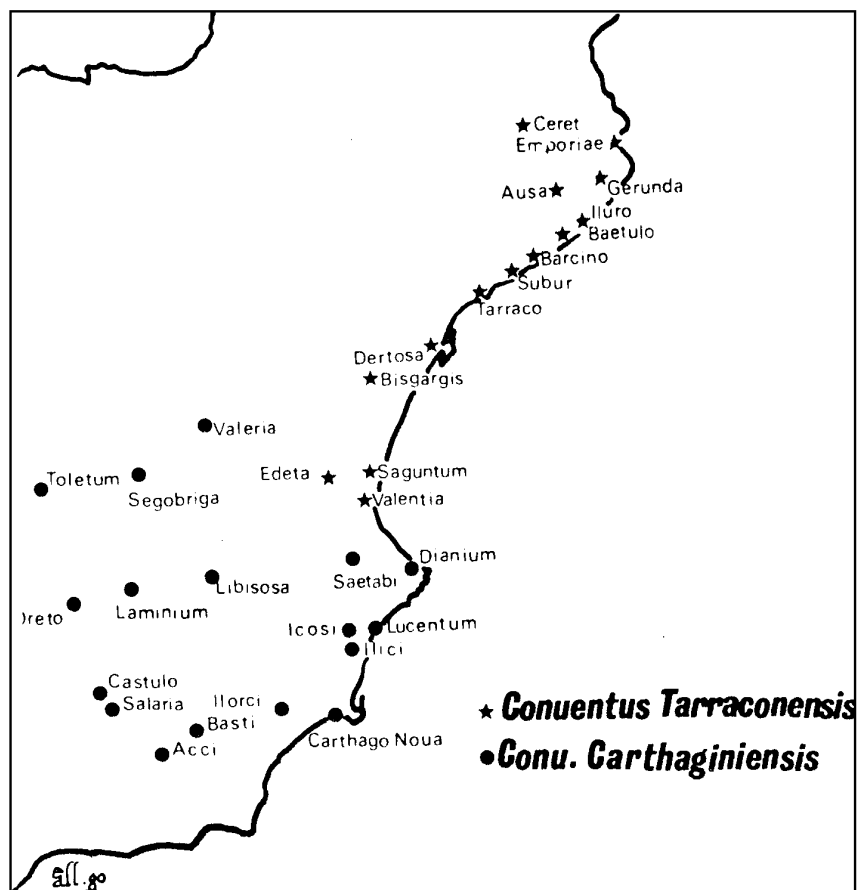 Ceret
Emporiae
Ausa
Gerunda
Iluro
Baetulo
Barcino
Subur
Tarraco
Dertosa
Bisgargis
Valeria
Toletum
Segobriga
Edeta
Saguntum
Valentia
Dianium
Saetabi
Libisosa
Laminium
Oreto
Icosi
Lucentum
Ilici
Castulo
Salaria
Ilorci
Basti
Acci
Carthago Noua
Conuentus Tarraconensis
Conu. Carthaginiensis